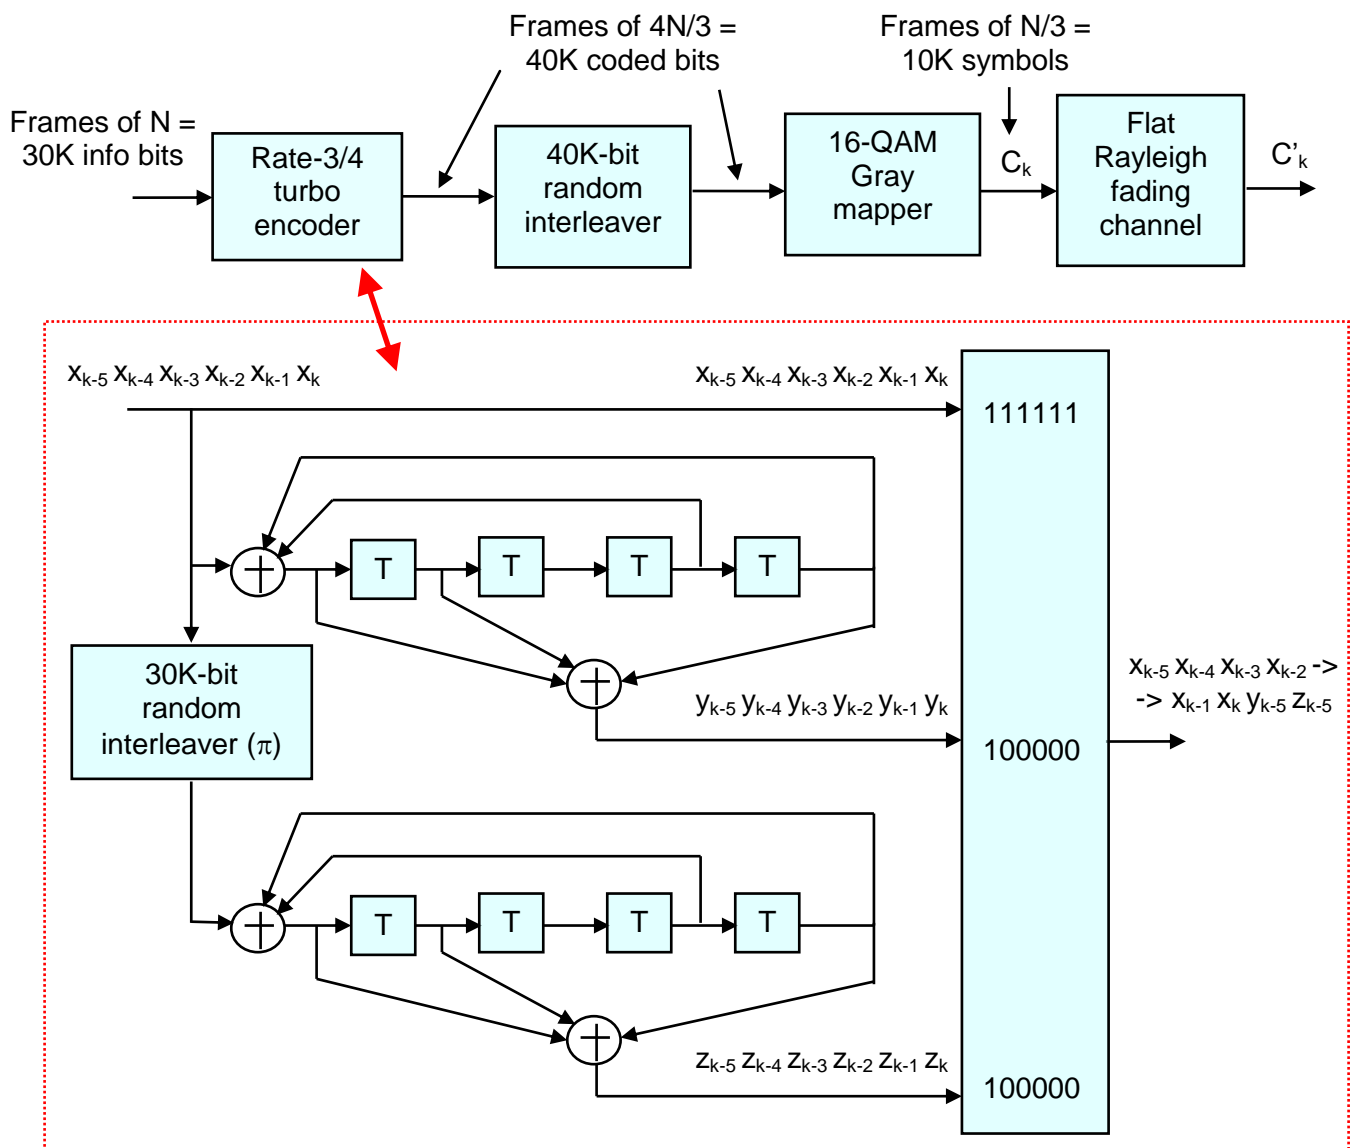 Frames of N =
30K info bits
Rate-3/4
turbo
encoder
Frames of 4N/3 =
40K coded bits
40K-bit
random
interleaver
16-QAM
Gray
mapper
Frames of N/3 =
10K symbols
Cₖ
Flat
Rayleigh
fading
channel
C'ₖ
xₖ₋₅ xₖ₋₄ xₖ₋₃ xₖ₋₂ xₖ₋₁ xₖ
xₖ₋₅ xₖ₋₄ xₖ₋₃ xₖ₋₂ xₖ₋₁ xₖ
111111
T T T T
30K-bit
random
interleaver (π)
yₖ₋₅ yₖ₋₄ yₖ₋₃ yₖ₋₂ yₖ₋₁ yₖ
100000
xₖ₋₅ xₖ₋₄ xₖ₋₃ xₖ₋₂ ->
-> xₖ₋₁ xₖ yₖ₋₅ zₖ₋₅
T T T T
zₖ₋₅ zₖ₋₄ zₖ₋₃ zₖ₋₂ zₖ₋₁ zₖ
100000